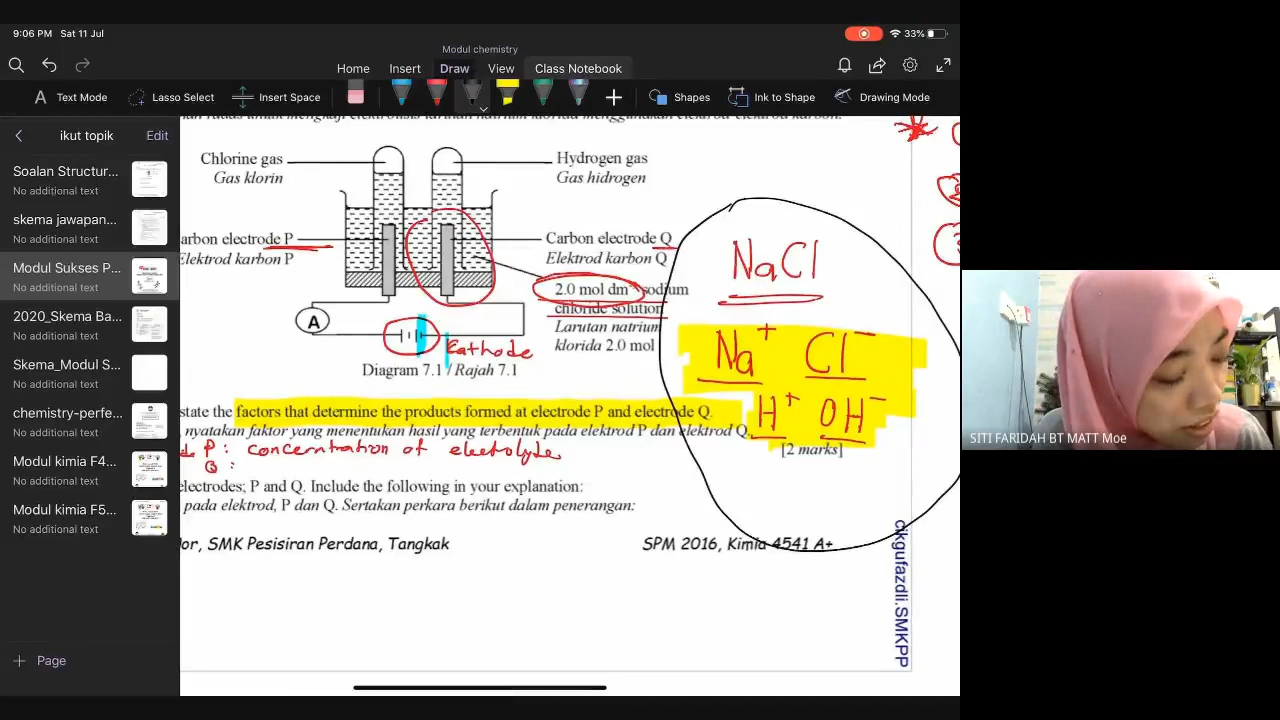 9:06 PM Sat 11 Jul
33%
Modul chemistry
Home Insert Draw View Class Notebook
Text Mode Lasso Select Insert Space Shapes Ink to Shape Drawing Mode
ikut topik Edit
Soalan Structur...
No additional text
skema jawapan...
No additional text
Modul Sukses P...
No additional text
2020_Skema Ba...
No additional text
Skema_Modul S...
No additional text
chemistry-perfe...
No additional text
Modul kimia F4...
No additional text
Modul kimia F5...
No additional text
Page
Chlorine gas
Gas klorin
Hydrogen gas
Gas hidrogen
arbon electrode P
Elektrod karbon P
Carbon electrode Q
Elektrod karbon Q
2.0 mol dm⁻³ sodium
chloride solution
Larutan natrium
klorida 2.0 mol
A
Kathode
Diagram 7.1 / Rajah 7.1
NaCl
Na⁺ Cl⁻
H⁺ OH⁻
state the factors that determine the products formed at electrode P and electrode Q.
, nyatakan faktor yang menentukan hasil yang terbentuk pada elektrod P dan elektrod Q.
P : concerntration of electrolyde
Q :
[2 marks]
electrodes; P and Q. Include the following in your explanation:
pada elektrod, P dan Q. Sertakan perkara berikut dalam penerangan:
or, SMK Pesisiran Perdana, Tangkak
SPM 2016, Kimia 4541 A+
cikgufazdli.SMKPP
SITI FARIDAH BT MATT Moe